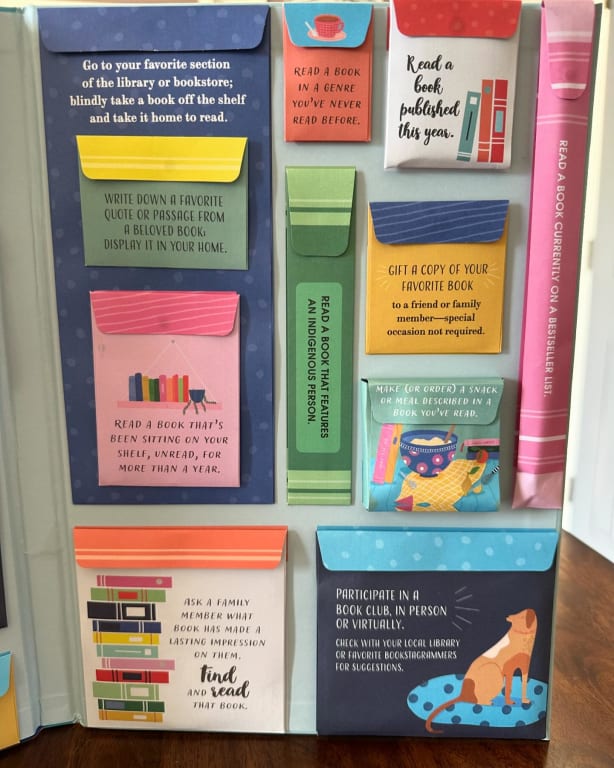 Go to your favorite section
of the library or bookstore;
blindly take a book off the shelf
and take it home to read.
WRITE DOWN A FAVORITE
QUOTE OR PASSAGE FROM
A BELOVED BOOK;
DISPLAY IT IN YOUR HOME.
READ A BOOK THAT'S
BEEN SITTING ON YOUR
SHELF, UNREAD, FOR
MORE THAN A YEAR.
READ A BOOK
IN A GENRE
YOU'VE NEVER
READ BEFORE.
Read a
book
published
this year.
READ A BOOK CURRENTLY ON A BESTSELLER LIST.
READ A BOOK THAT FEATURES
AN INDIGENOUS PERSON.
GIFT A COPY OF YOUR
FAVORITE BOOK
to a friend or family
member—special
occasion not required.
MAKE (OR ORDER) A SNACK
OR MEAL DESCRIBED IN A
BOOK YOU'VE READ.
ASK A FAMILY
MEMBER WHAT
BOOK HAS MADE A
LASTING IMPRESSION
ON THEM.
Find
AND read
THAT BOOK.
PARTICIPATE IN A
BOOK CLUB, IN PERSON
OR VIRTUALLY.
CHECK WITH YOUR LOCAL LIBRARY
OR FAVORITE BOOKSTAGRAMMERS
FOR SUGGESTIONS.